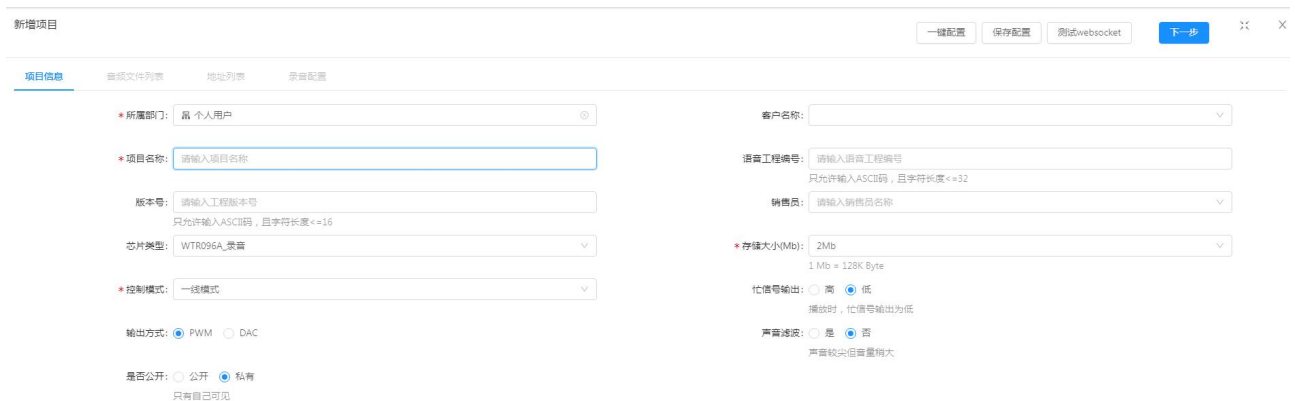 新增项目
一键配置 保存配置 测试websocket 下一步
项目信息 音频文件列表 地址列表 录音配置
* 所属部门: 个人用户 客户名称:
* 项目名称: 请输入项目名称 语音工程编号: 请输入语音工程编号
只允许输入ASCII码,且字符长度<=32
版本号: 请输入工程版本号 销售员: 请输入销售员名称
只允许输入ASCII码,且字符长度<=16
芯片类型: WTR096A_录音 * 存储大小(Mb): 2Mb
1 Mb = 128K Byte
* 控制模式: 一线模式 忙信号输出: 高 低
播放时,忙信号输出为低
输出方式: PWM DAC 声音滤波: 是 否
声音较尖但音量稍大
是否公开: 公开 私有
只有自己可见